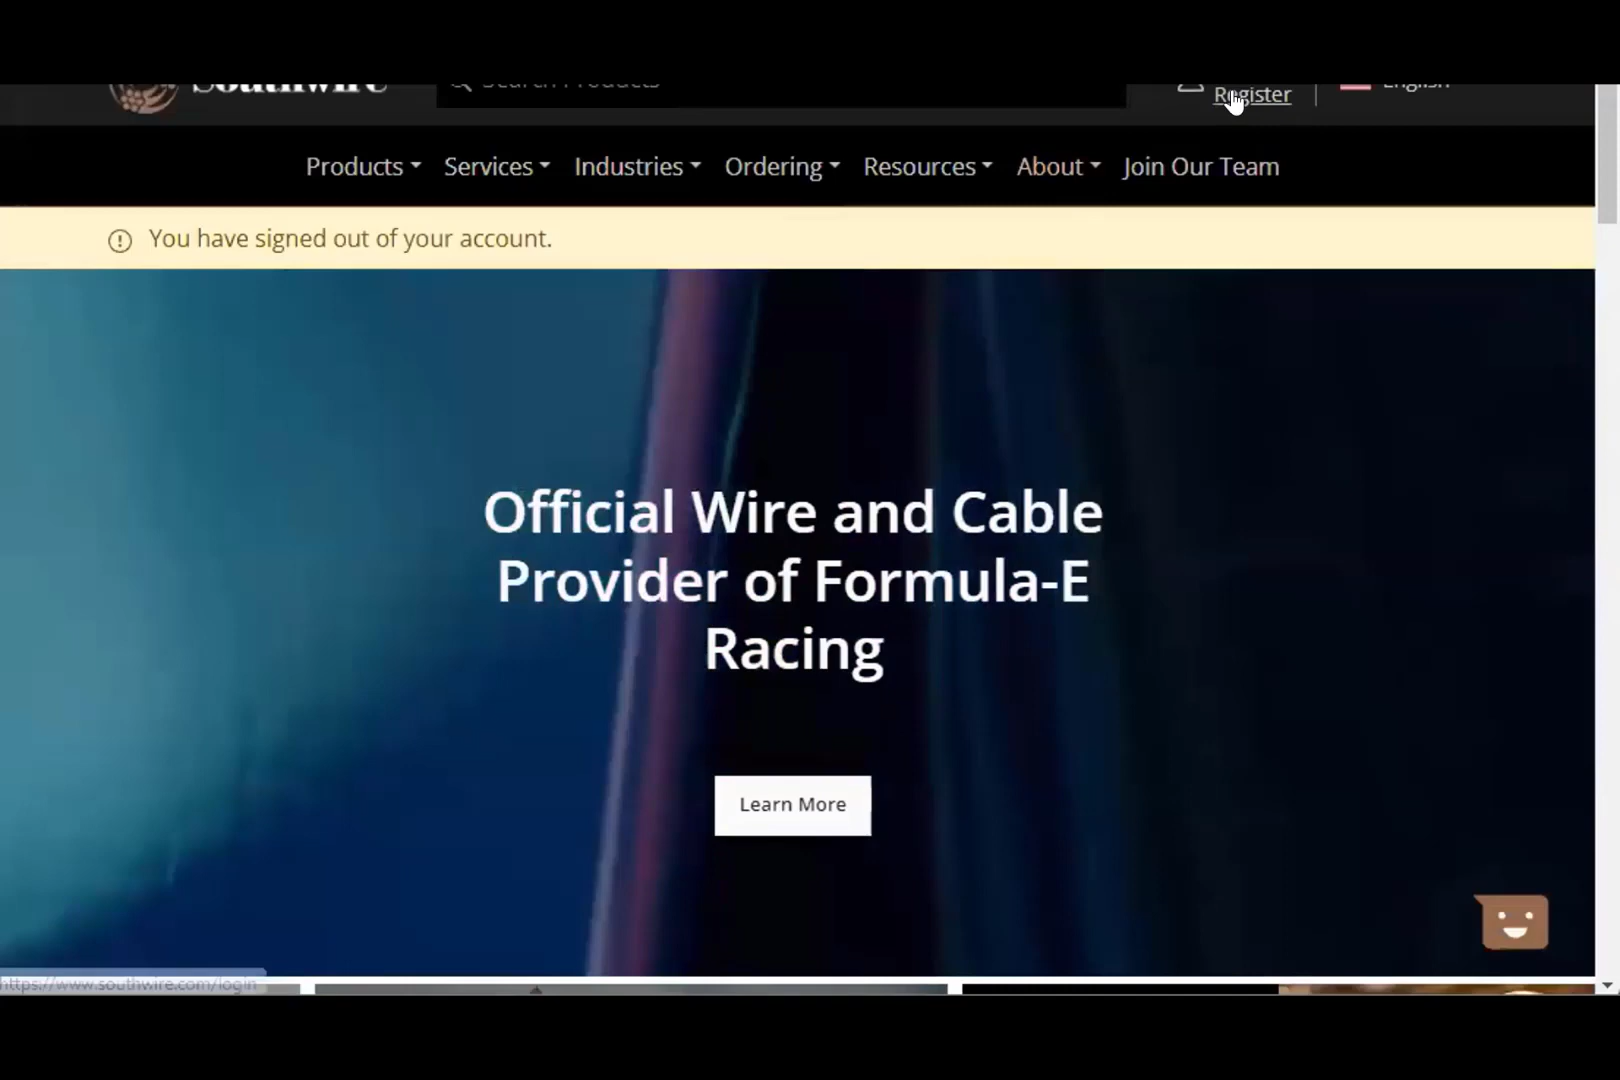 Southwire
Search Products
Register
English
Products
Services
Industries
Ordering
Resources
About
Join Our Team
You have signed out of your account.
Official Wire and Cable
Provider of Formula-E
Racing
Learn More
https://www.southwire.com/login